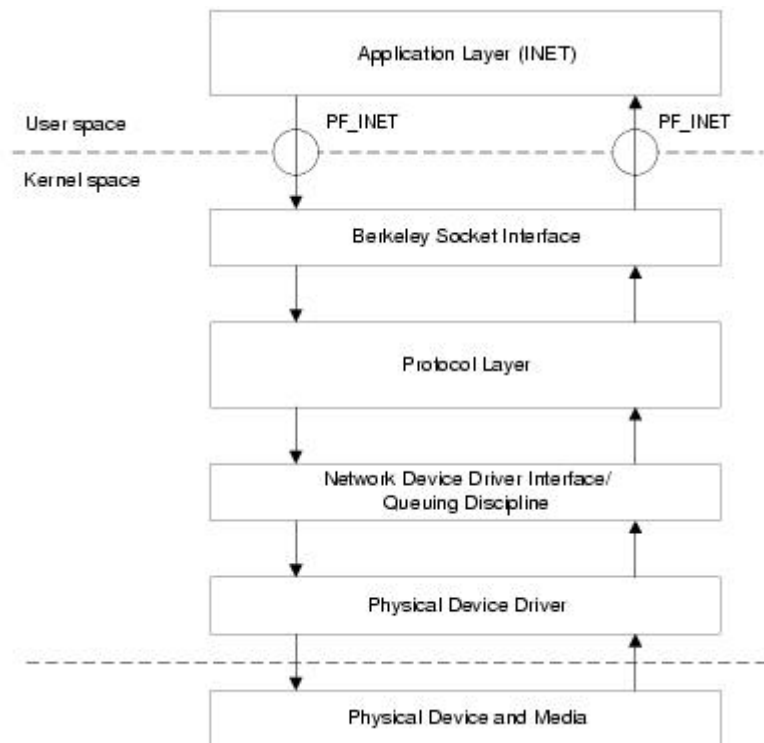 Application Layer (INET)
User space
PF_INET
PF_INET
Kernel space
Berkeley Socket Interface
Protocol Layer
Network Device Driver Interface/
Queuing Discipline
Physical Device Driver
Physical Device and Media